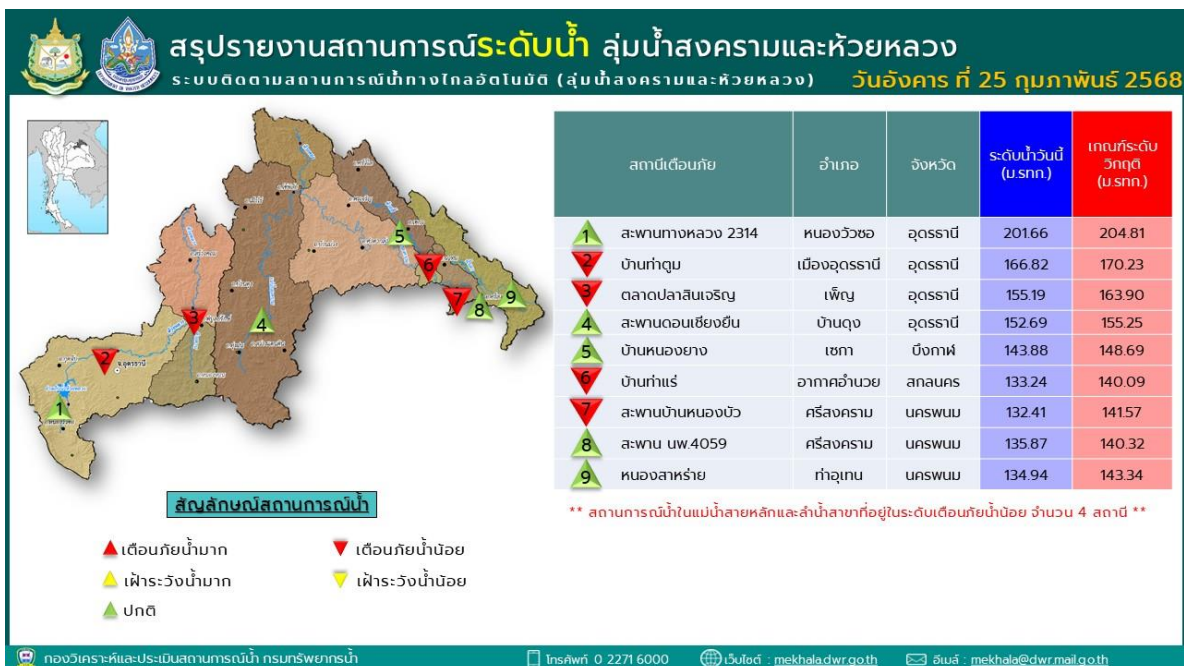 สรุปรายงานสถานการณ์ระดับน้ำ ลุ่มน้ำสงครามและห้วยหลวง
ระบบติดตามสถานการณ์น้ำทางไกลอัตโนมัติ (ลุ่มน้ำสงครามและห้วยหลวง) วันอังคาร ที่ 25 กุมภาพันธ์ 2568
สถานีเตือนภัย อำเภอ จังหวัด ระดับน้ำวันนี้ (ม.รทก.) เกณฑ์ระดับวิกฤติ (ม.รทก.)
1 สะพานทางหลวง 2314 หนองวัวซอ อุดรธานี 201.66 204.81
2 บ้านท่าตูม เมืองอุดรธานี อุดรธานี 166.82 170.23
3 ตลาดปลาสินเจริญ เพ็ญ อุดรธานี 155.19 163.90
4 สะพานดอนเชียงยืน บ้านดุง อุดรธานี 152.69 155.25
5 บ้านหนองยาง เซกา บึงกาฬ 143.88 148.69
6 บ้านท่าแร่ อากาศอำนวย สกลนคร 133.24 140.09
7 สะพานบ้านหนองบัว ศรีสงคราม นครพนม 132.41 141.57
8 สะพาน นพ.4059 ศรีสงคราม นครพนม 135.87 140.32
9 หนองสาหร่าย ท่าอุเทน นครพนม 134.94 143.34
** สถานการณ์น้ำในแม่น้ำสายหลักและลำน้ำสาขาที่อยู่ในระดับเตือนภัยน้ำน้อย จำนวน 4 สถานี **
5
6
7
8
9
3
4
2
จ.อุดรธานี
1
สัญลักษณ์สถานการณ์น้ำ
เตือนภัยน้ำมาก เตือนภัยน้ำน้อย
เฝ้าระวังน้ำมาก เฝ้าระวังน้ำน้อย
ปกติ
กองวิเคราะห์และประเมินสถานการณ์น้ำ กรมทรัพยากรน้ำ โทรศัพท์ 0 2271 6000 เว็บไซต์ : mekhala.dwr.go.th อีเมล์ : mekhala@dwr.mail.go.th